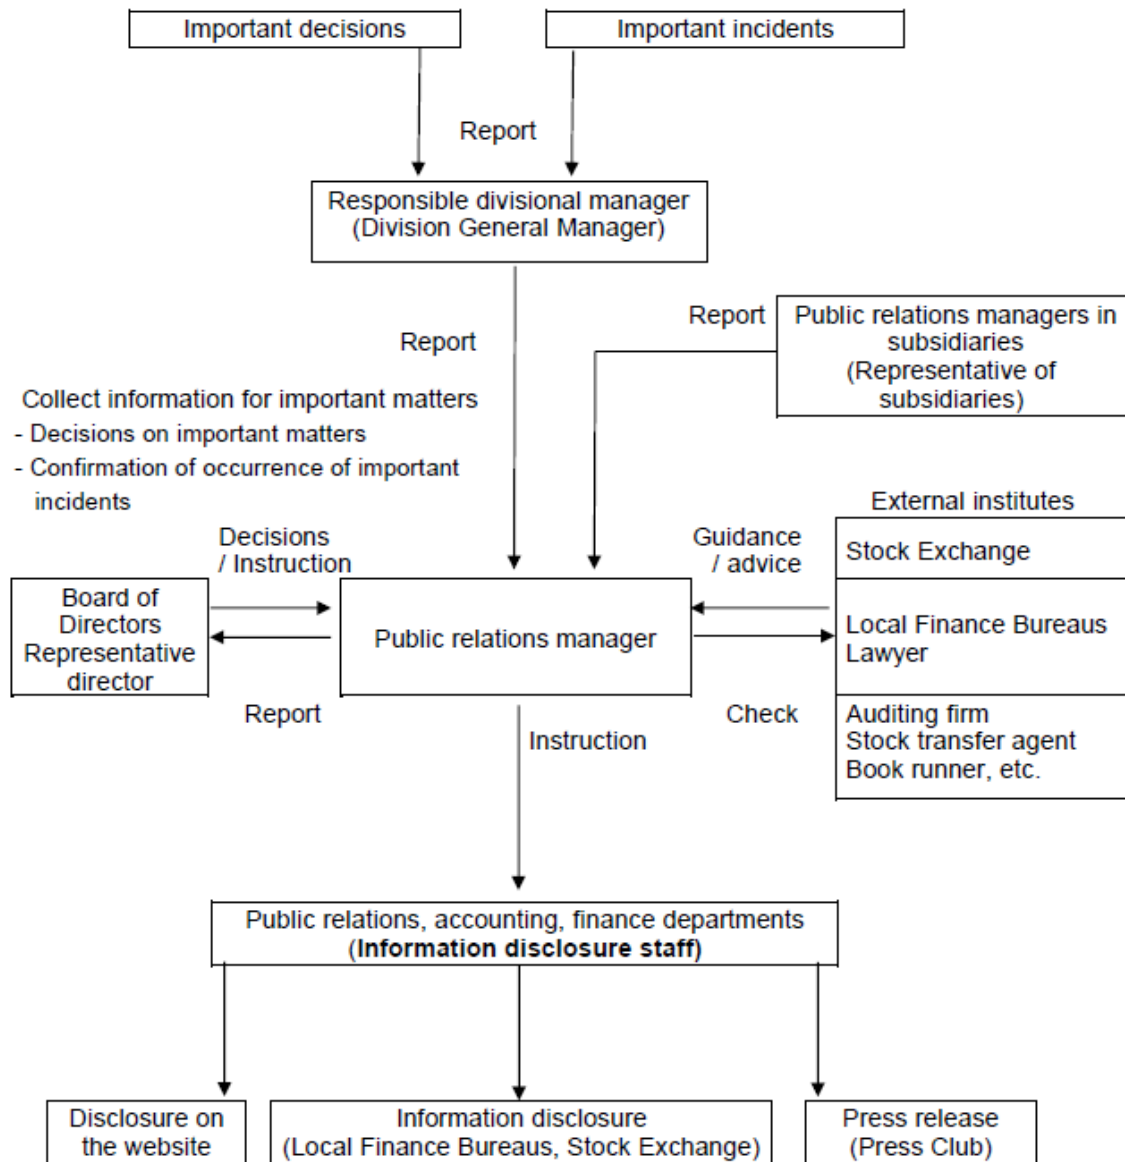 Important decisions
Important incidents
Report
Responsible divisional manager
(Division General Manager)
Report
Report
Public relations managers in
subsidiaries
(Representative of
subsidiaries)
Collect information for important matters
- Decisions on important matters
- Confirmation of occurrence of important
incidents
External institutes
Decisions
/ Instruction
Guidance
/ advice
Stock Exchange
Board of
Directors
Representative
director
Public relations manager
Local Finance Bureaus
Lawyer
Report
Check
Auditing firm
Stock transfer agent
Book runner, etc.
Instruction
Public relations, accounting, finance departments
(Information disclosure staff)
Disclosure on
the website
Information disclosure
(Local Finance Bureaus, Stock Exchange)
Press release
(Press Club)